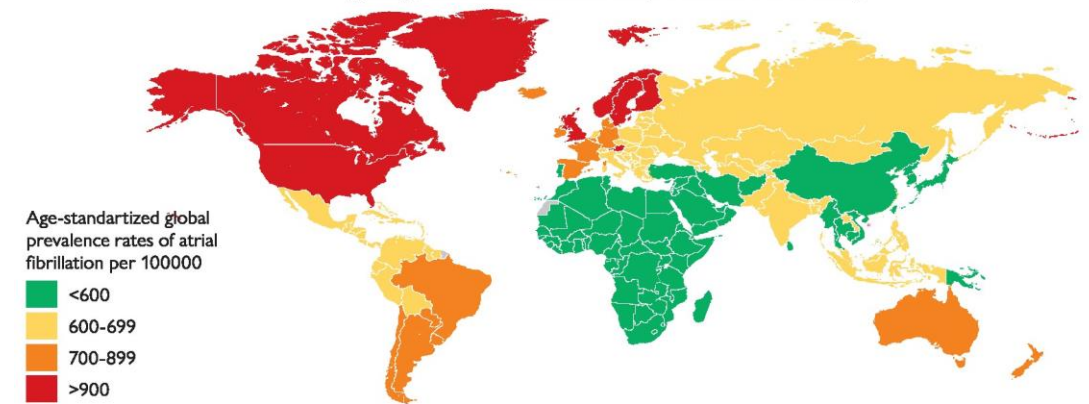 Age-standartized global
prevalence rates of atrial
fibrillation per 100000
<600
600-699
700-899
>900